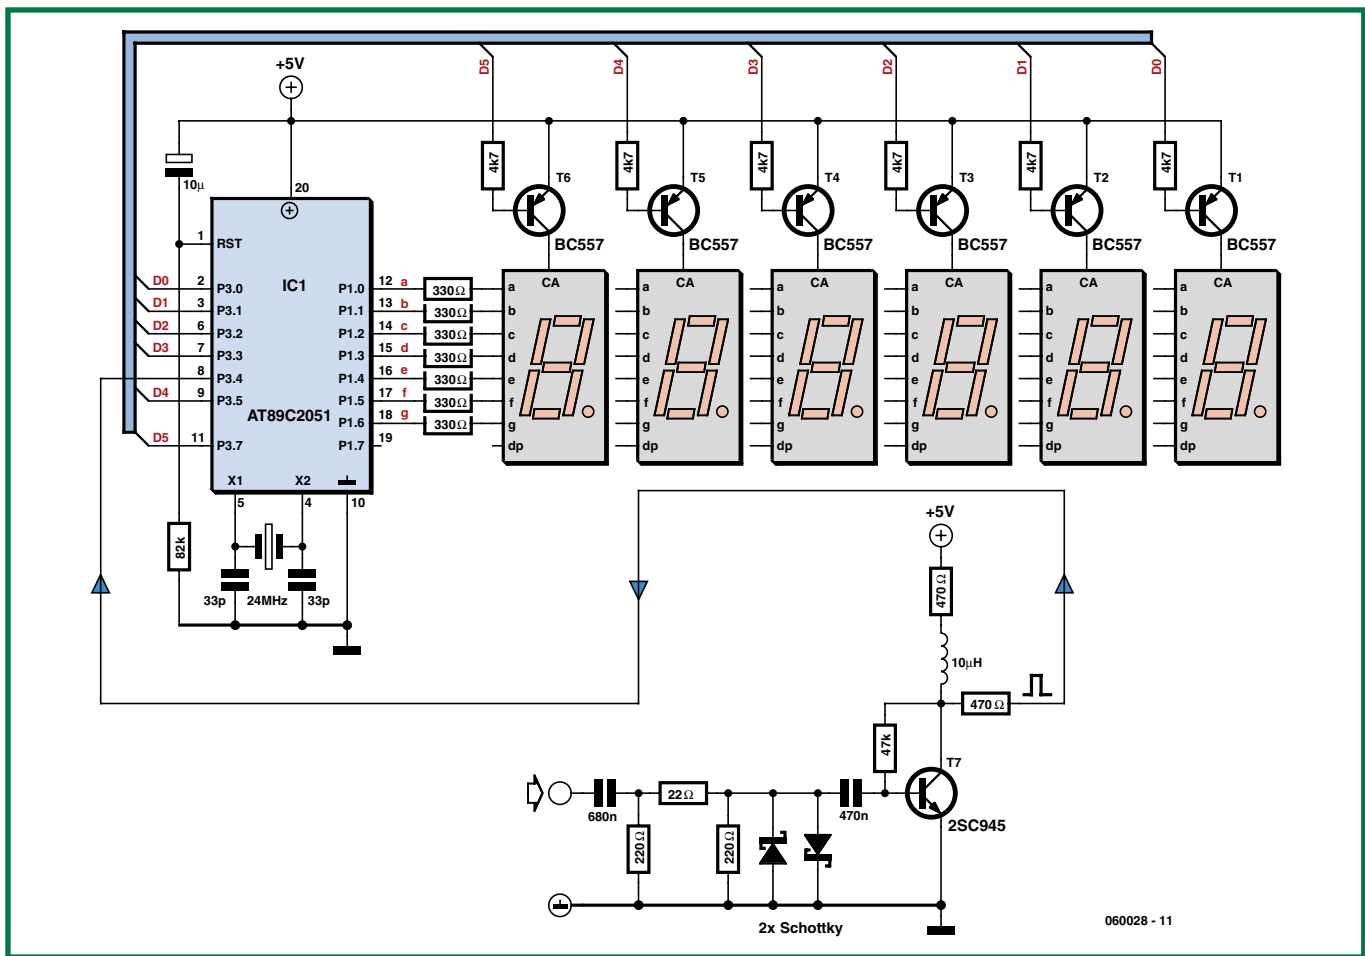 D5 D4 D3 D2 D1 D0
+5V
4k7 4k7 4k7 4k7 4k7 4k7
T6 T5 T4 T3 T2 T1
BC557 BC557 BC557 BC557 BC557 BC557
10μ
20
1 RST
IC1
AT89C2051
D0 2 P3.0
D1 3 P3.1
D2 6 P3.2
D3 7 P3.3
8 P3.4
D4 9 P3.5
D5 11 P3.7
P1.0 12 a 330Ω
P1.1 13 b 330Ω
P1.2 14 c 330Ω
P1.3 15 d 330Ω
P1.4 16 e 330Ω
P1.5 17 f 330Ω
P1.6 18 g 330Ω
P1.7 19
X1 X2
5 4 10
CA CA CA CA CA CA
a a a a a a
b b b b b b
c c c c c c
d d d d d d
e e e e e e
f f f f f f
g g g g g g
dp dp dp dp dp dp
82k
33p 24MHz 33p
+5V
470Ω
10μH
470Ω
47k
T7
2SC945
680n
22Ω
220Ω
220Ω
470n
2x Schottky
060028 - 11